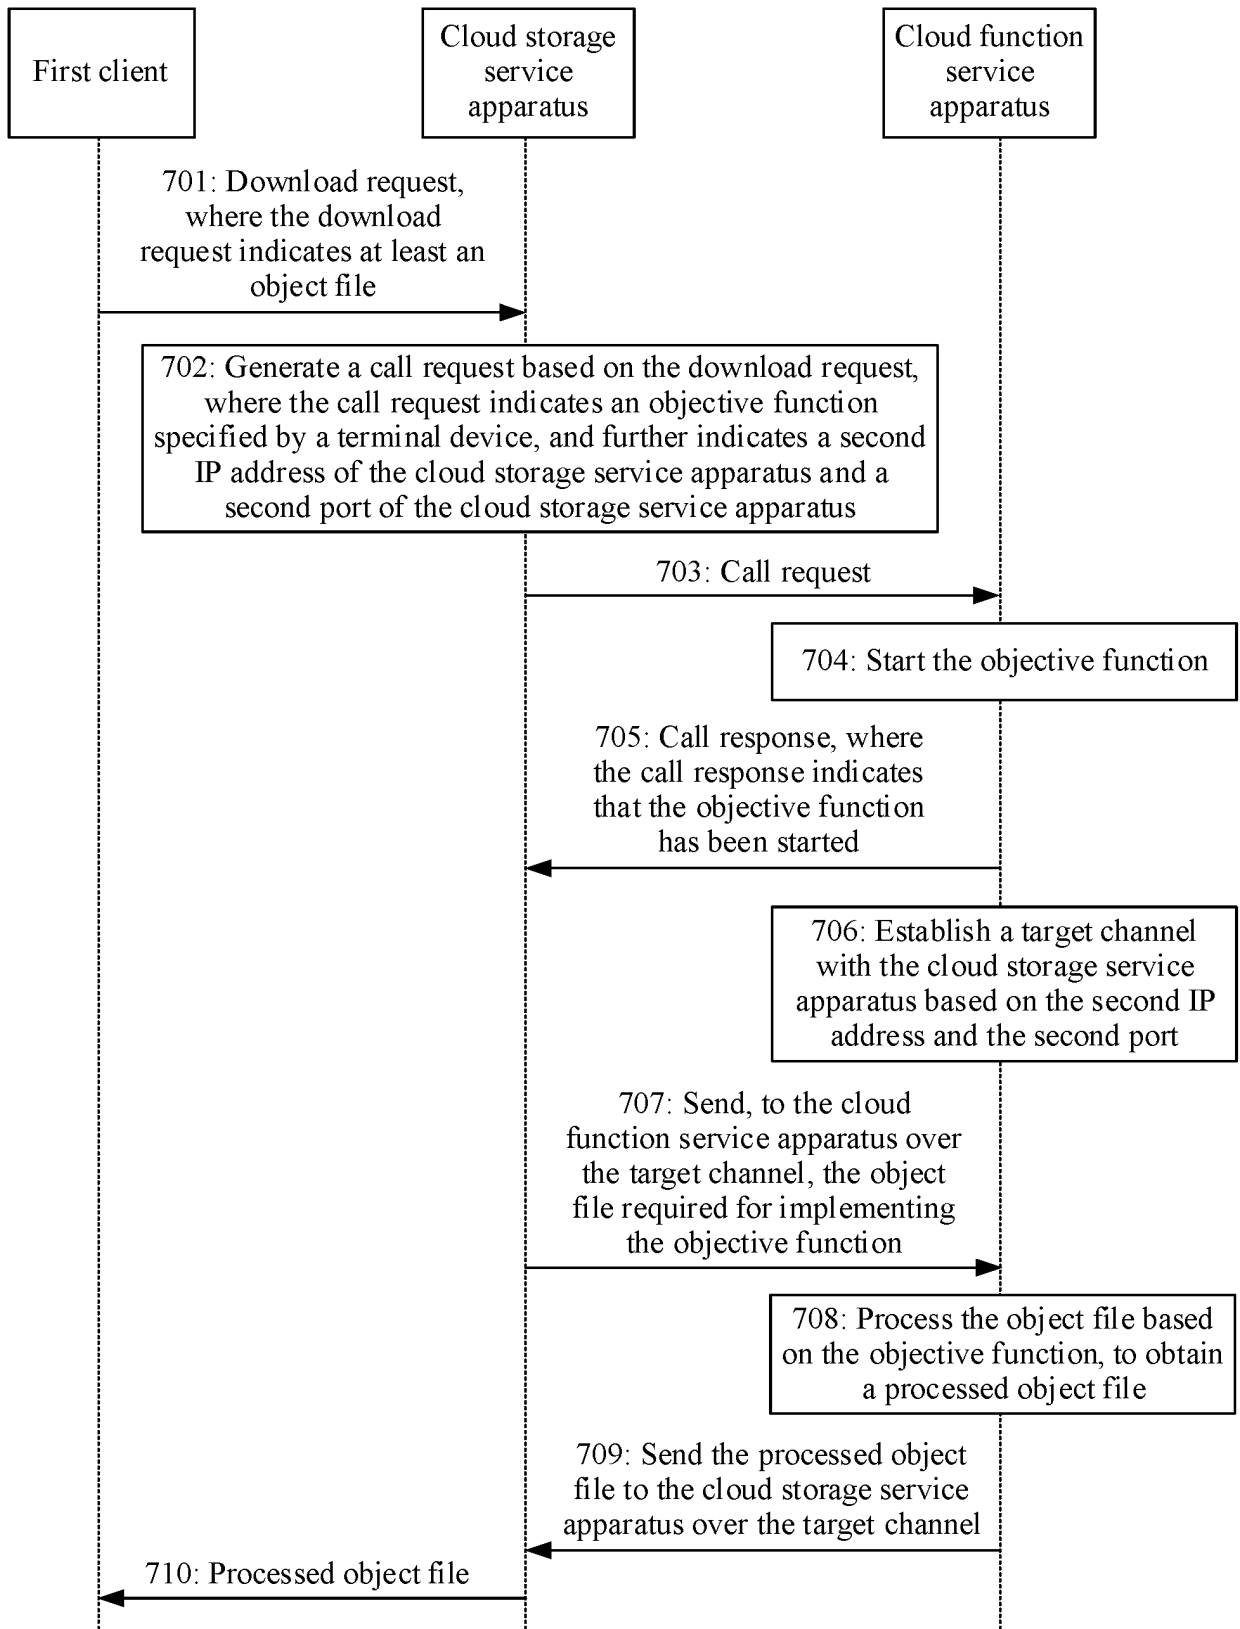 First client
Cloud storage
service
apparatus
Cloud function
service
apparatus
701: Download request,
where the download
request indicates at least an
object file
702: Generate a call request based on the download request,
where the call request indicates an objective function
specified by a terminal device, and further indicates a second
IP address of the cloud storage service apparatus and a
second port of the cloud storage service apparatus
703: Call request
704: Start the objective function
705: Call response, where
the call response indicates
that the objective function
has been started
706: Establish a target channel
with the cloud storage service
apparatus based on the second IP
address and the second port
707: Send, to the cloud
function service apparatus over
the target channel, the object
file required for implementing
the objective function
708: Process the object file based
on the objective function, to obtain
a processed object file
709: Send the processed object
file to the cloud storage service
apparatus over the target channel
710: Processed object file